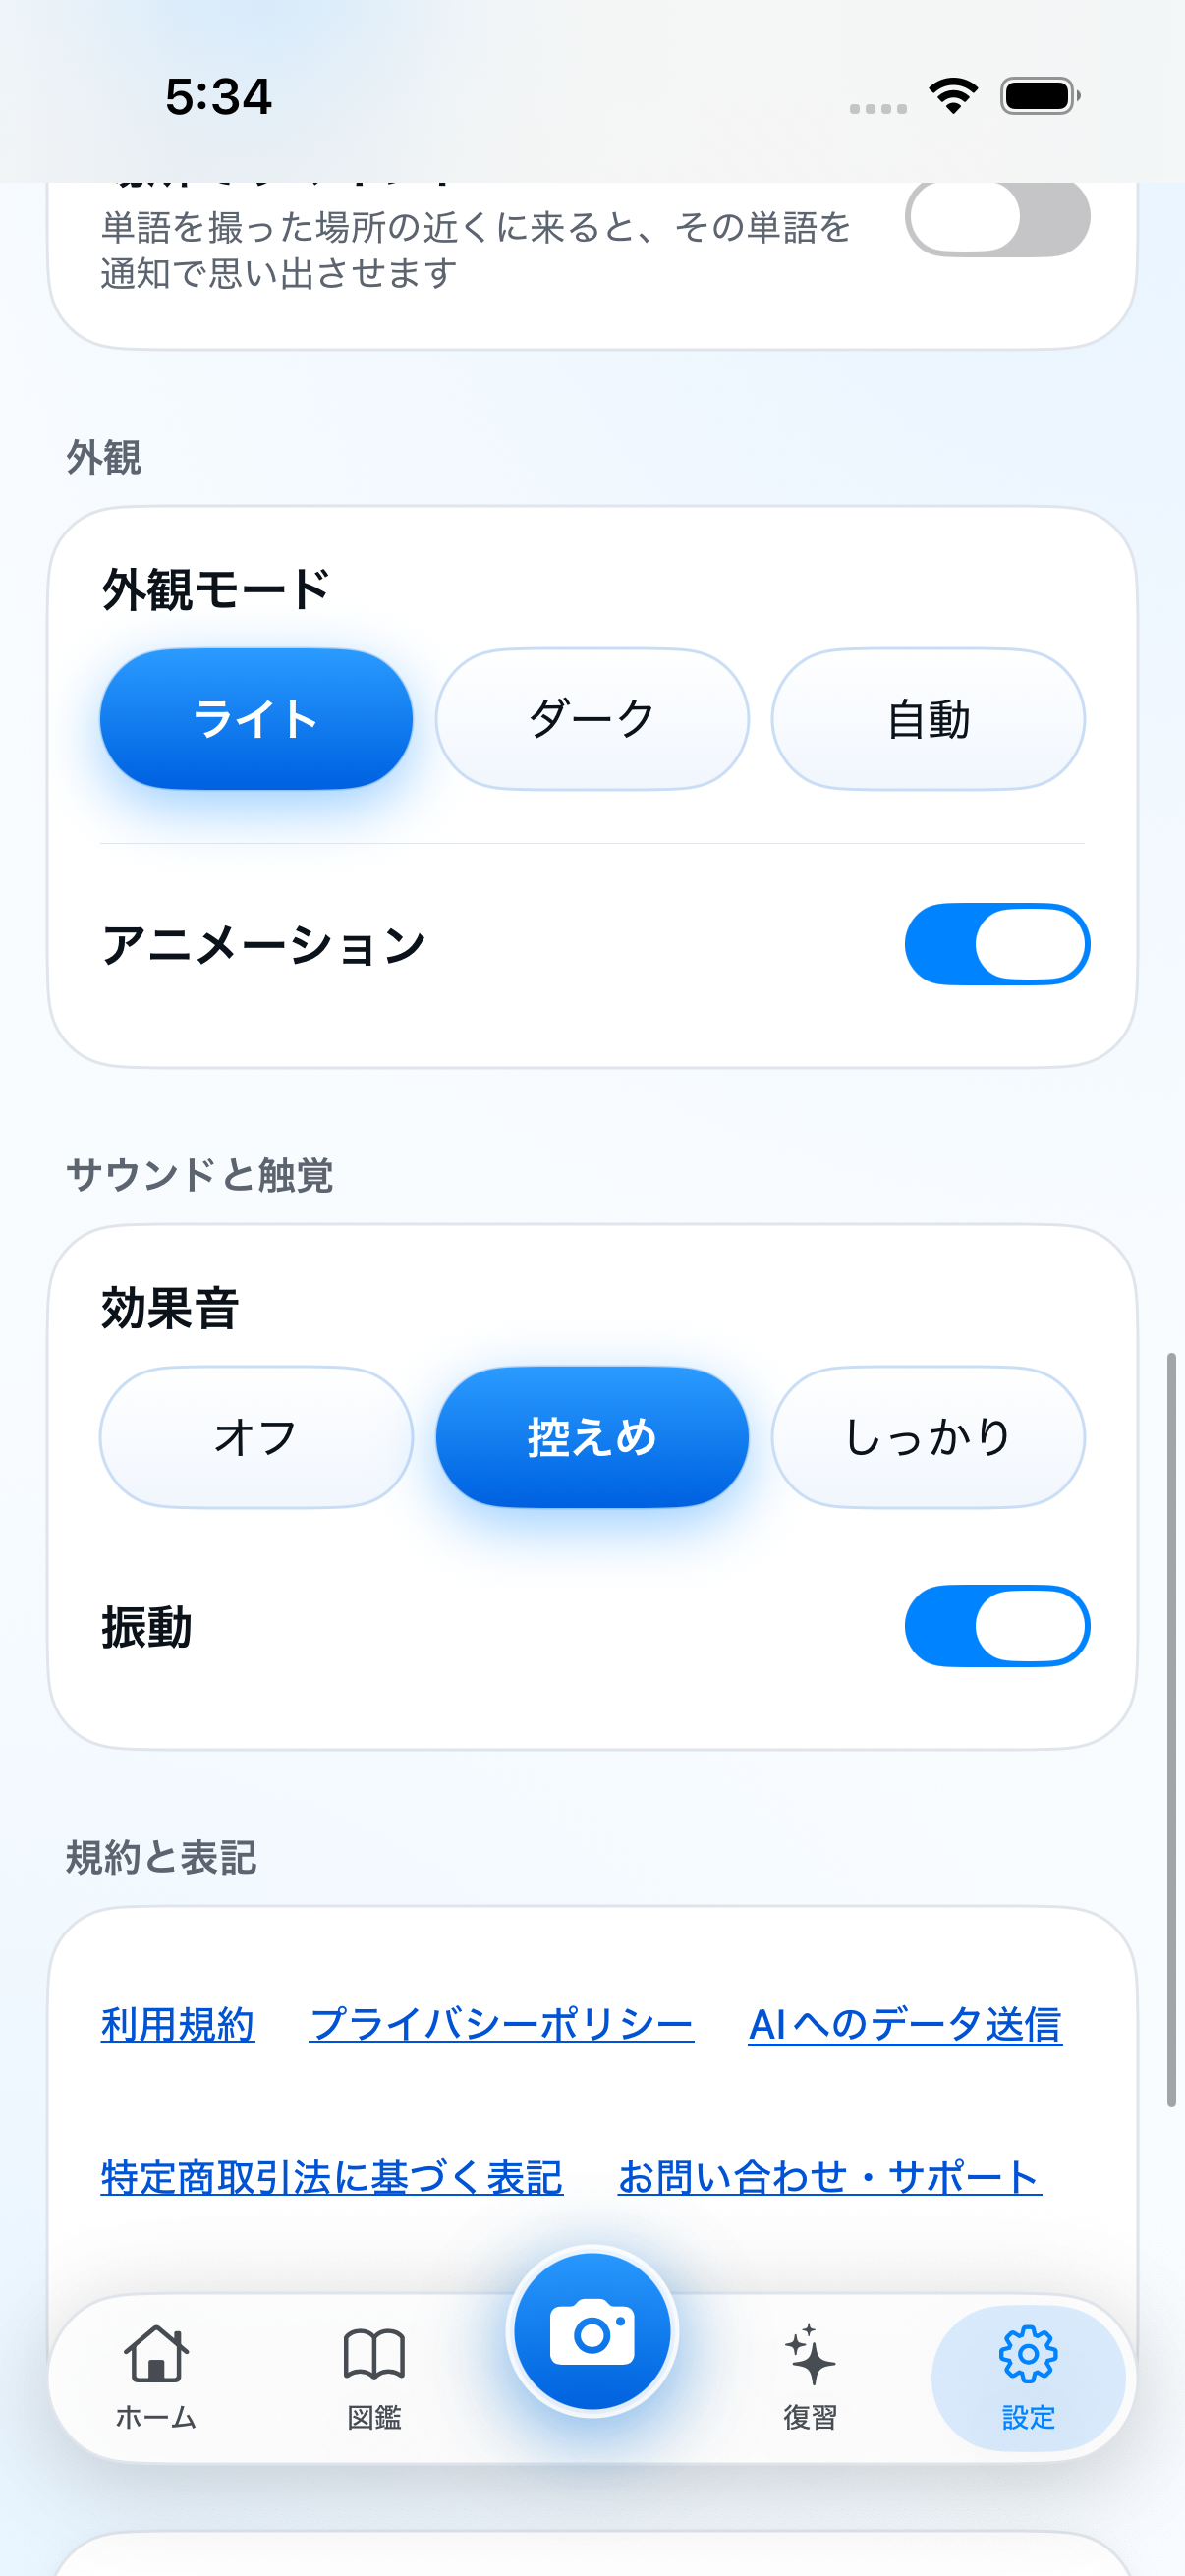 5:34
単語を撮った場所の近くに来ると、その単語を
通知で思い出させます
外観
外観モード
ライト
ダーク
自動
アニメーション
サウンドと触覚
効果音
オフ
控えめ
しっかり
振動
規約と表記
利用規約
プライバシーポリシー
AIへのデータ送信
特定商取引法に基づく表記
お問い合わせ・サポート
ホーム
図鑑
復習
設定